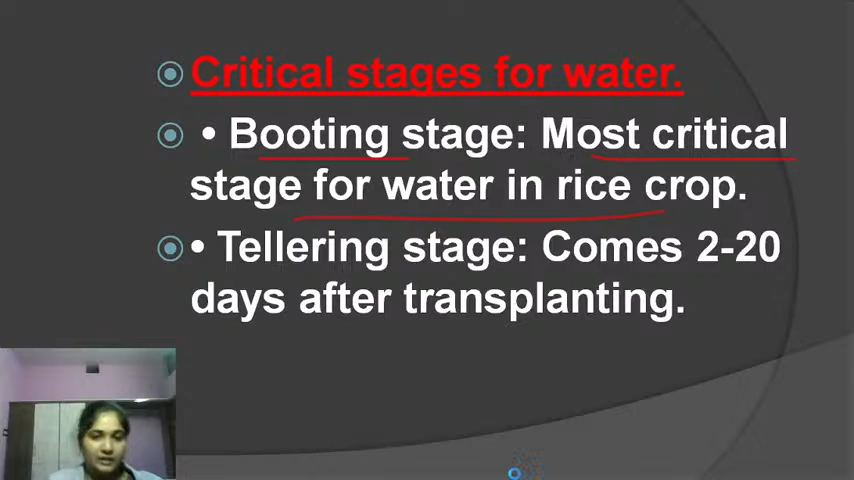 Critical stages for water.
• Booting stage: Most critical
stage for water in rice crop.
• Tellering stage: Comes 2-20
days after transplanting.